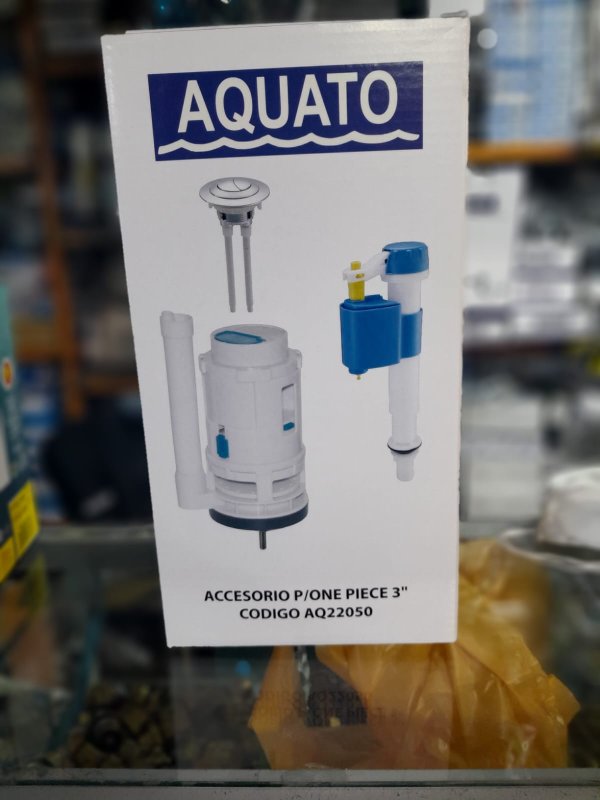 AQUATO
ACCESORIO P/ONE PIECE 3"
CODIGO AQ22050